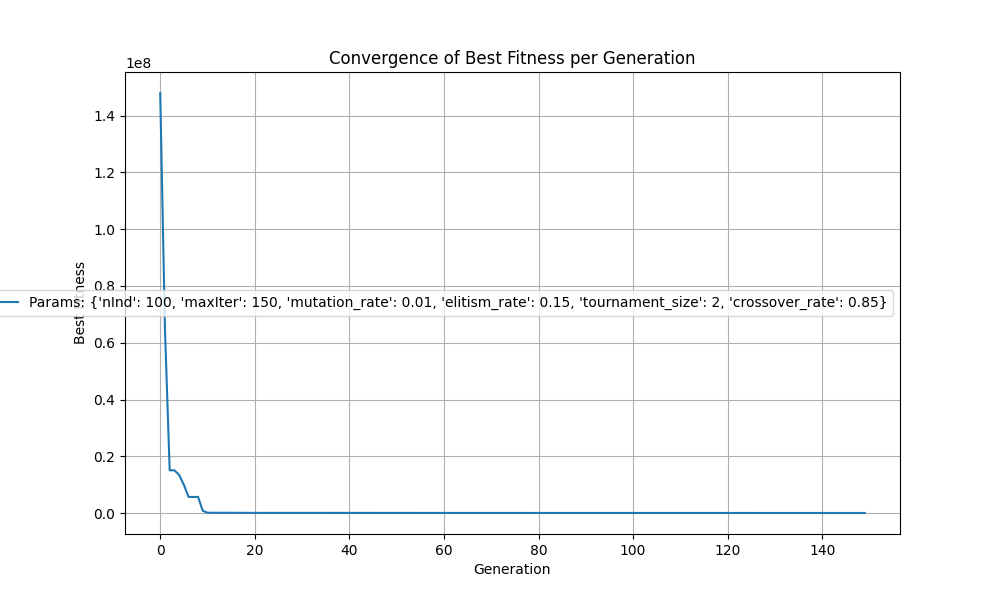 Convergence of Best Fitness per Generation
1e8
1.4
1.2
1.0
0.8
0.6
0.4
0.2
0.0
Best
Params: {'nInd': 100, 'maxIter': 150, 'mutation_rate': 0.01, 'elitism_rate': 0.15, 'tournament_size': 2, 'crossover_rate': 0.85}
0 20 40 60 80 100 120 140
Generation